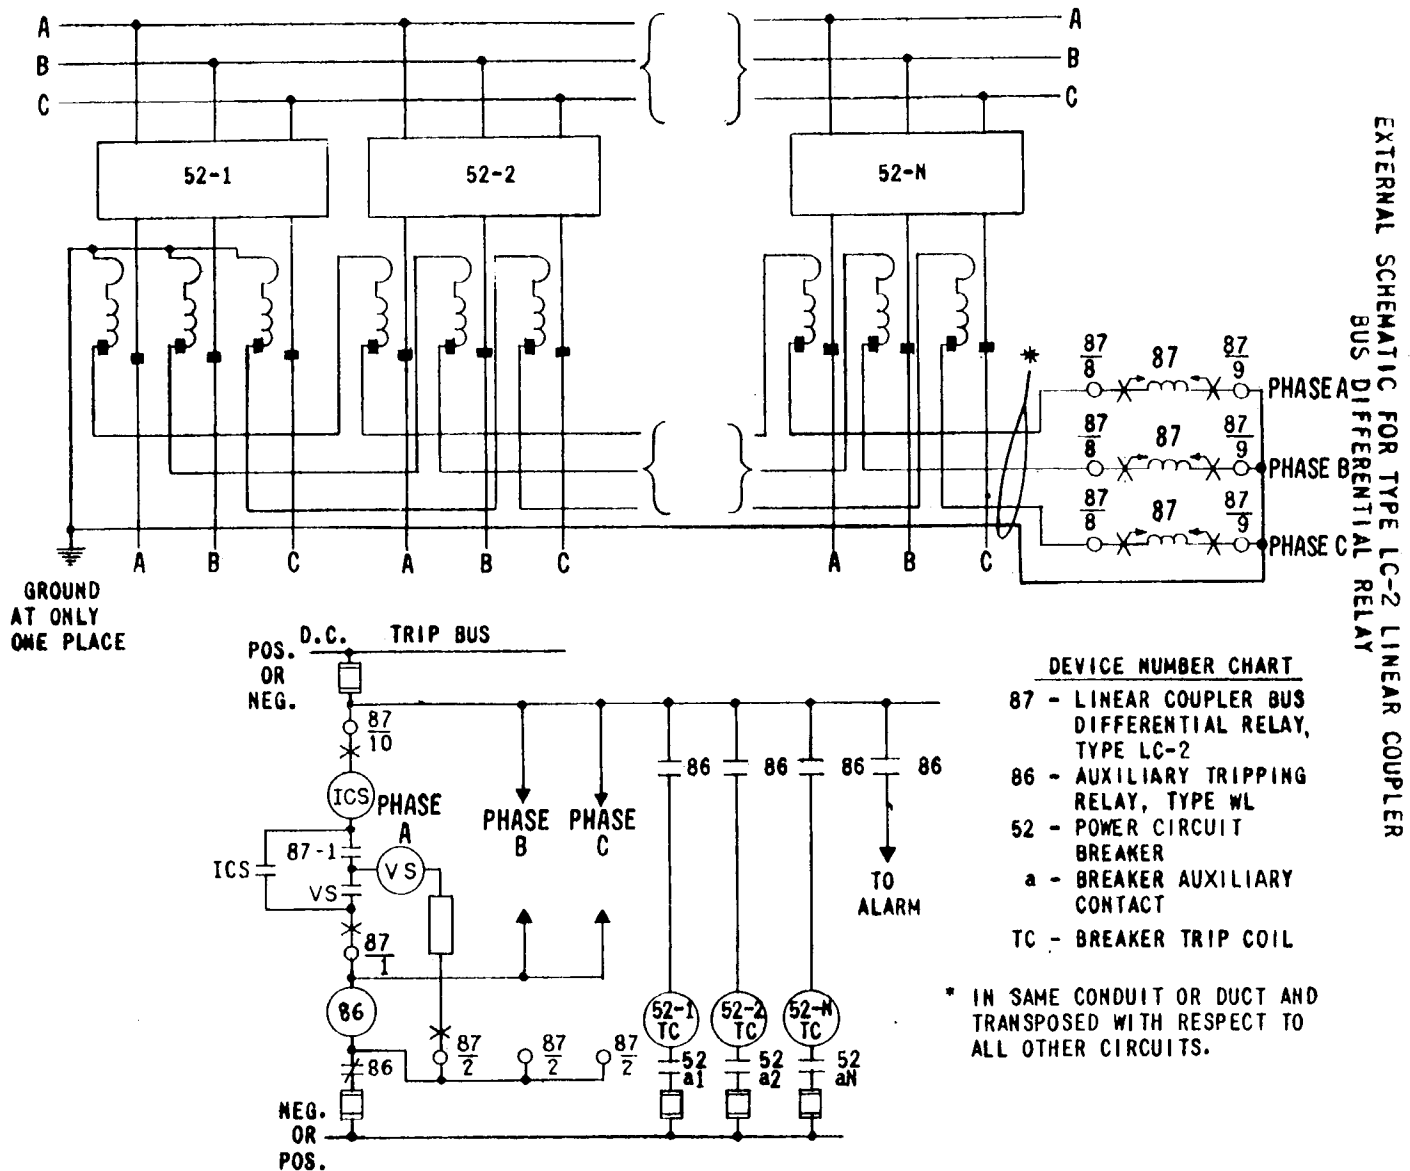 A
B
C
A
B
C
52-1
52-2
52-N
*
87
8
87
87
9
PHASE A
87
8
87
87
9
PHASE B
87
8
87
87
9
PHASE C
A
B
C
A
B
C
A
B
C
GROUND
AT ONLY
ONE PLACE
EXTERNAL SCHEMATIC FOR TYPE LC-2 LINEAR COUPLER
BUS DIFFERENTIAL RELAY
D.C. TRIP BUS
POS.
OR
NEG.
87
10
ICS
PHASE
A
ICS
87-1
VS
VS
87
1
86
86
87
2
87
2
87
2
NEG.
OR
POS.
PHASE
B
PHASE
C
86
86
86
86
TO
ALARM
52-1
TC
52-2
TC
52-N
TC
52
a1
52
a2
52
aN
DEVICE NUMBER CHART
87 - LINEAR COUPLER BUS
DIFFERENTIAL RELAY,
TYPE LC-2
86 - AUXILIARY TRIPPING
RELAY, TYPE WL
52 - POWER CIRCUIT
BREAKER
a - BREAKER AUXILIARY
CONTACT
TC - BREAKER TRIP COIL
* IN SAME CONDUIT OR DUCT AND
TRANSPOSED WITH RESPECT TO
ALL OTHER CIRCUITS.